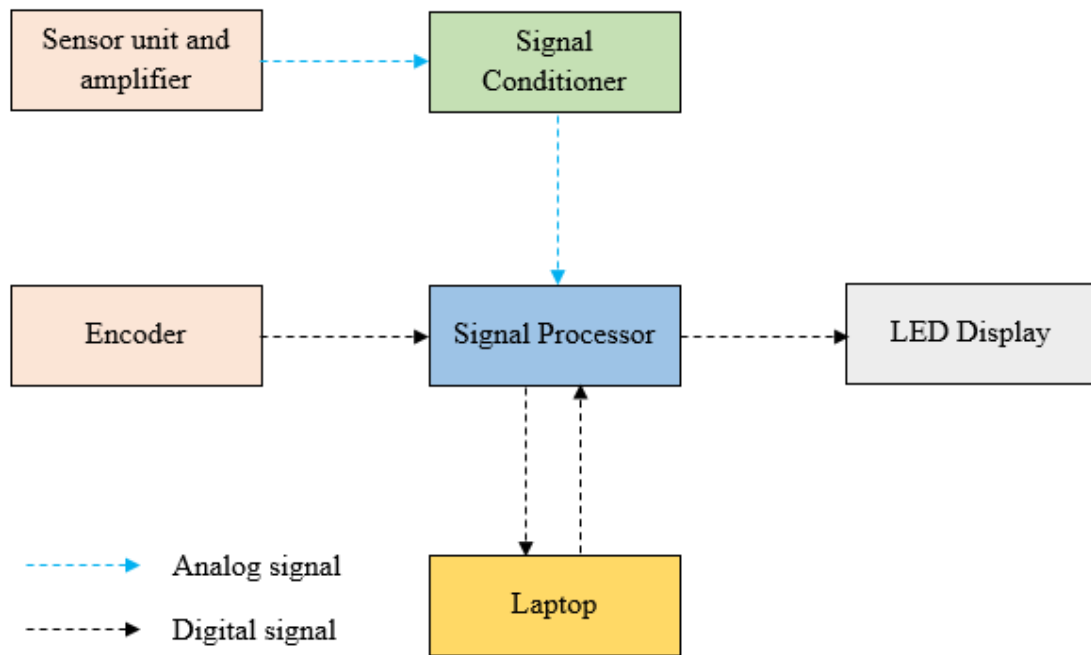 Sensor unit and
amplifier
Signal
Conditioner
Encoder
Signal Processor
LED Display
Analog signal
Laptop
Digital signal